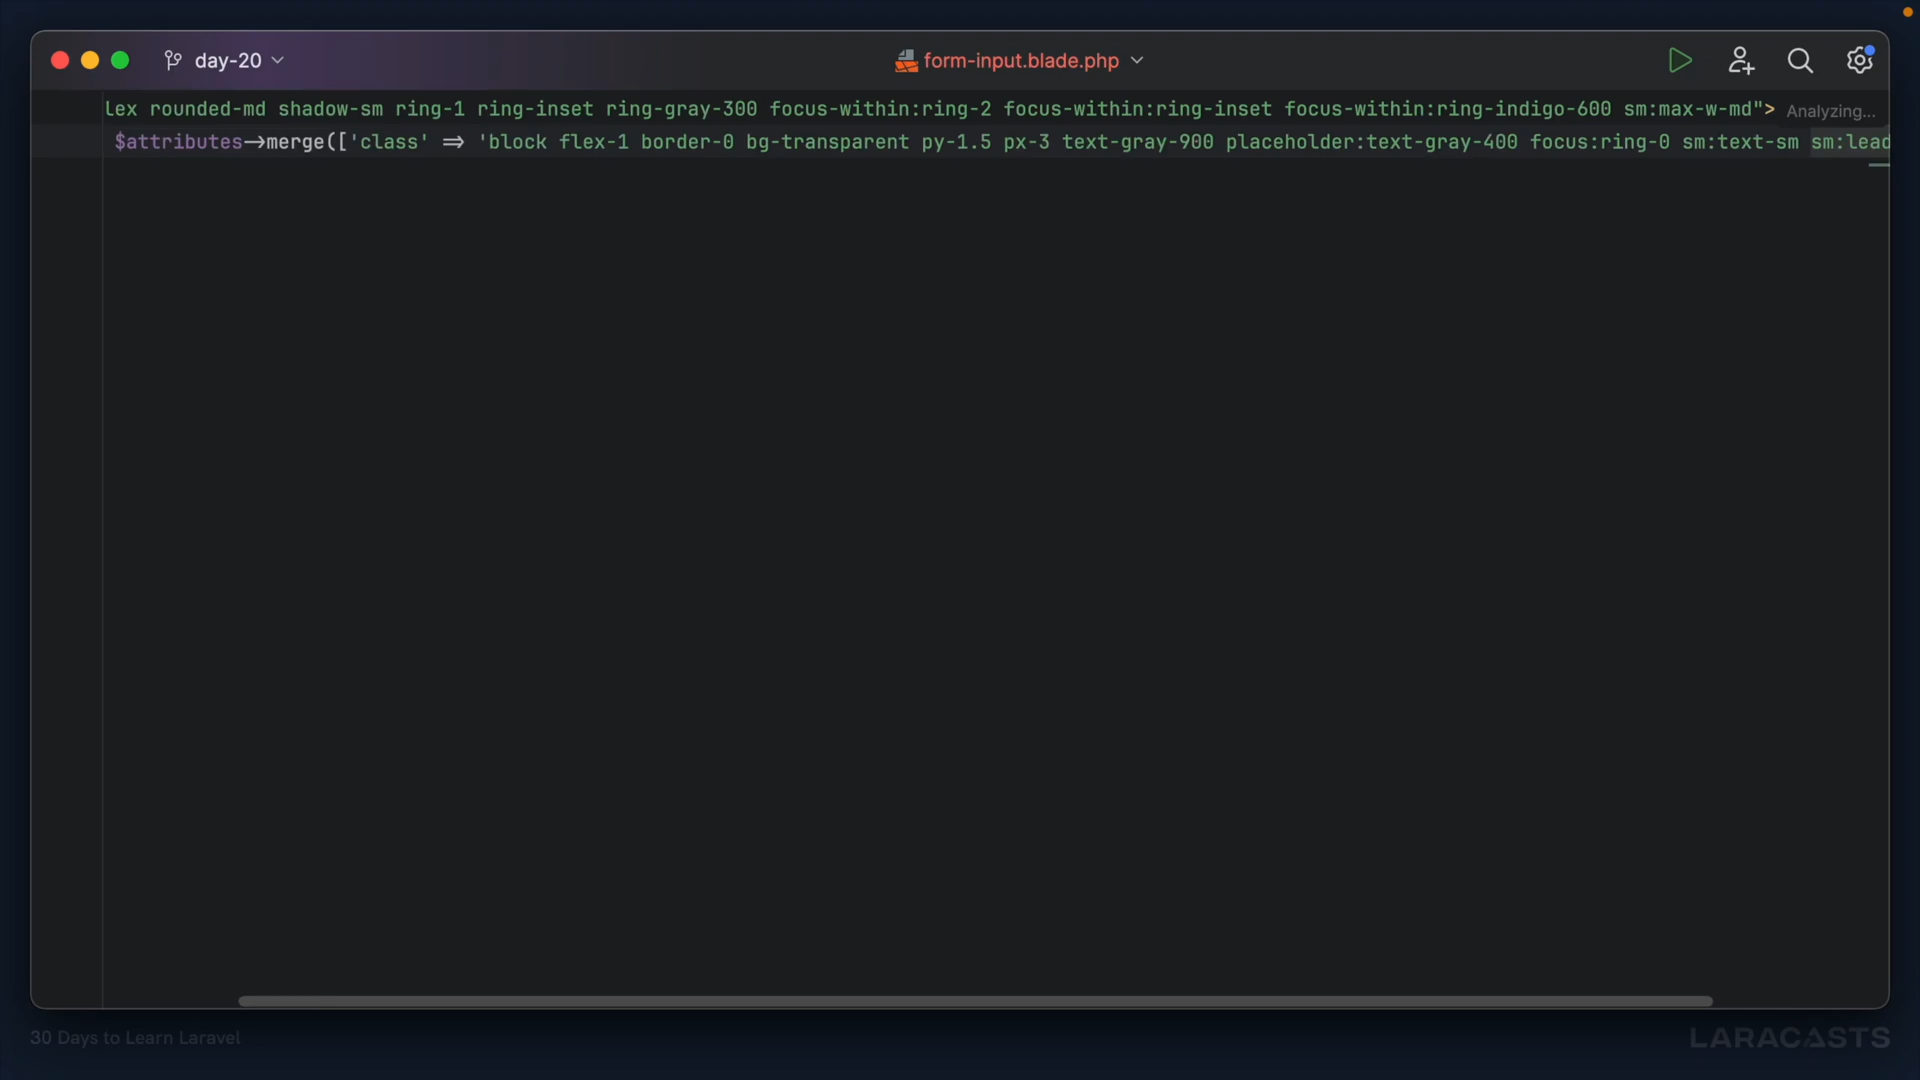 day-20
form-input.blade.php
lex rounded-md shadow-sm ring-1 ring-inset ring-gray-300 focus-within:ring-2 focus-within:ring-inset focus-within:ring-indigo-600 sm:max-w-md"> Analyzing...
$attributes->merge(['class' => 'block flex-1 border-0 bg-transparent py-1.5 px-3 text-gray-900 placeholder:text-gray-400 focus:ring-0 sm:text-sm sm:lead
30 Days to Learn Laravel
LARACASTS